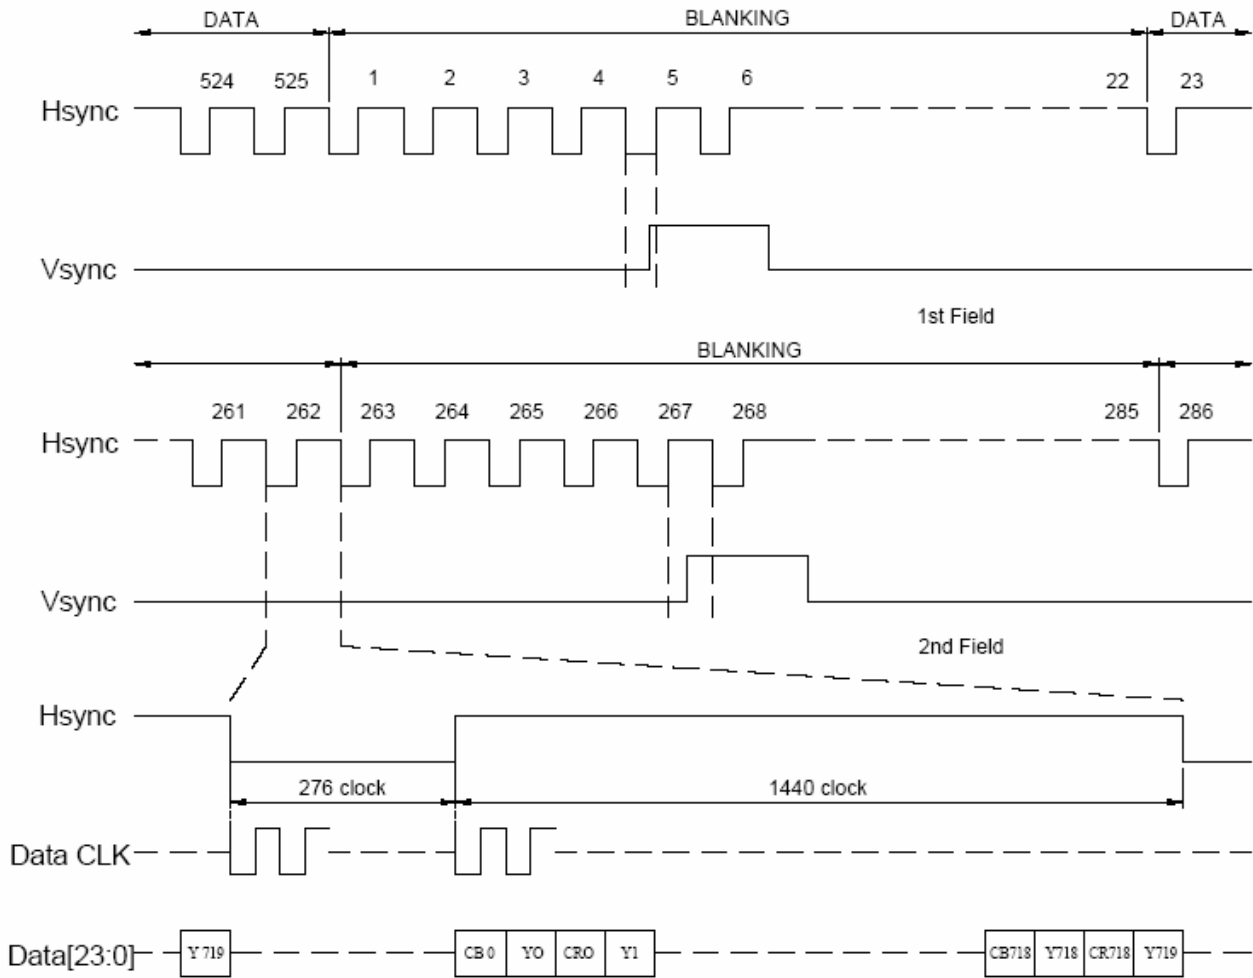 DATA BLANKING DATA
524 525 1 2 3 4 5 6 22 23
Hsync
Vsync
1st Field
BLANKING
261 262 263 264 265 266 267 268 285 286
Hsync
Vsync
2nd Field
Hsync
276 clock 1440 clock
Data CLK
Data[23:0] Y719 CB0 Y0 CR0 Y1 CB718 Y718 CR718 Y719